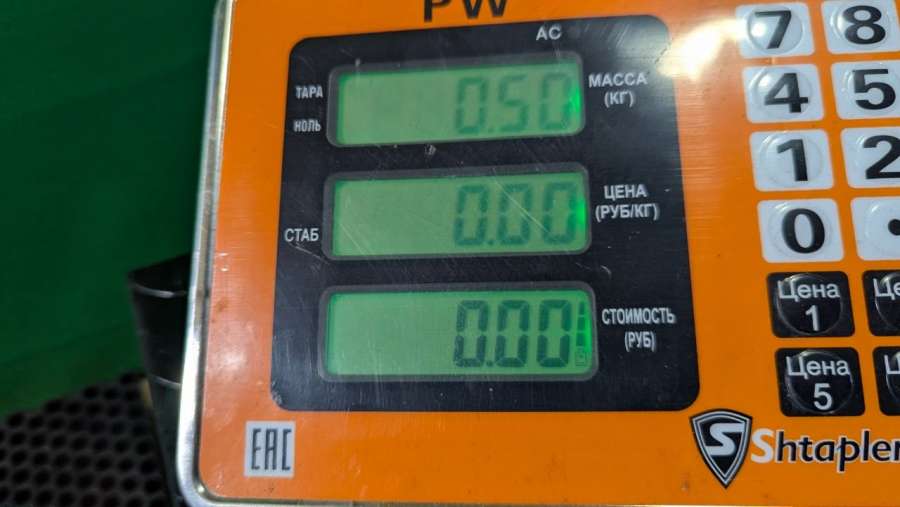 PW
AC
ТАРА
НОЛЬ
0.50
МАССА
(КГ)
СТАБ
0.00
ЦЕНА
(РУБ/КГ)
0.00
СТОИМОСТЬ
(РУБ)
7 8
4 5
1 2
0 .
Цена
1
Цена
5
EAC
S Shtapler